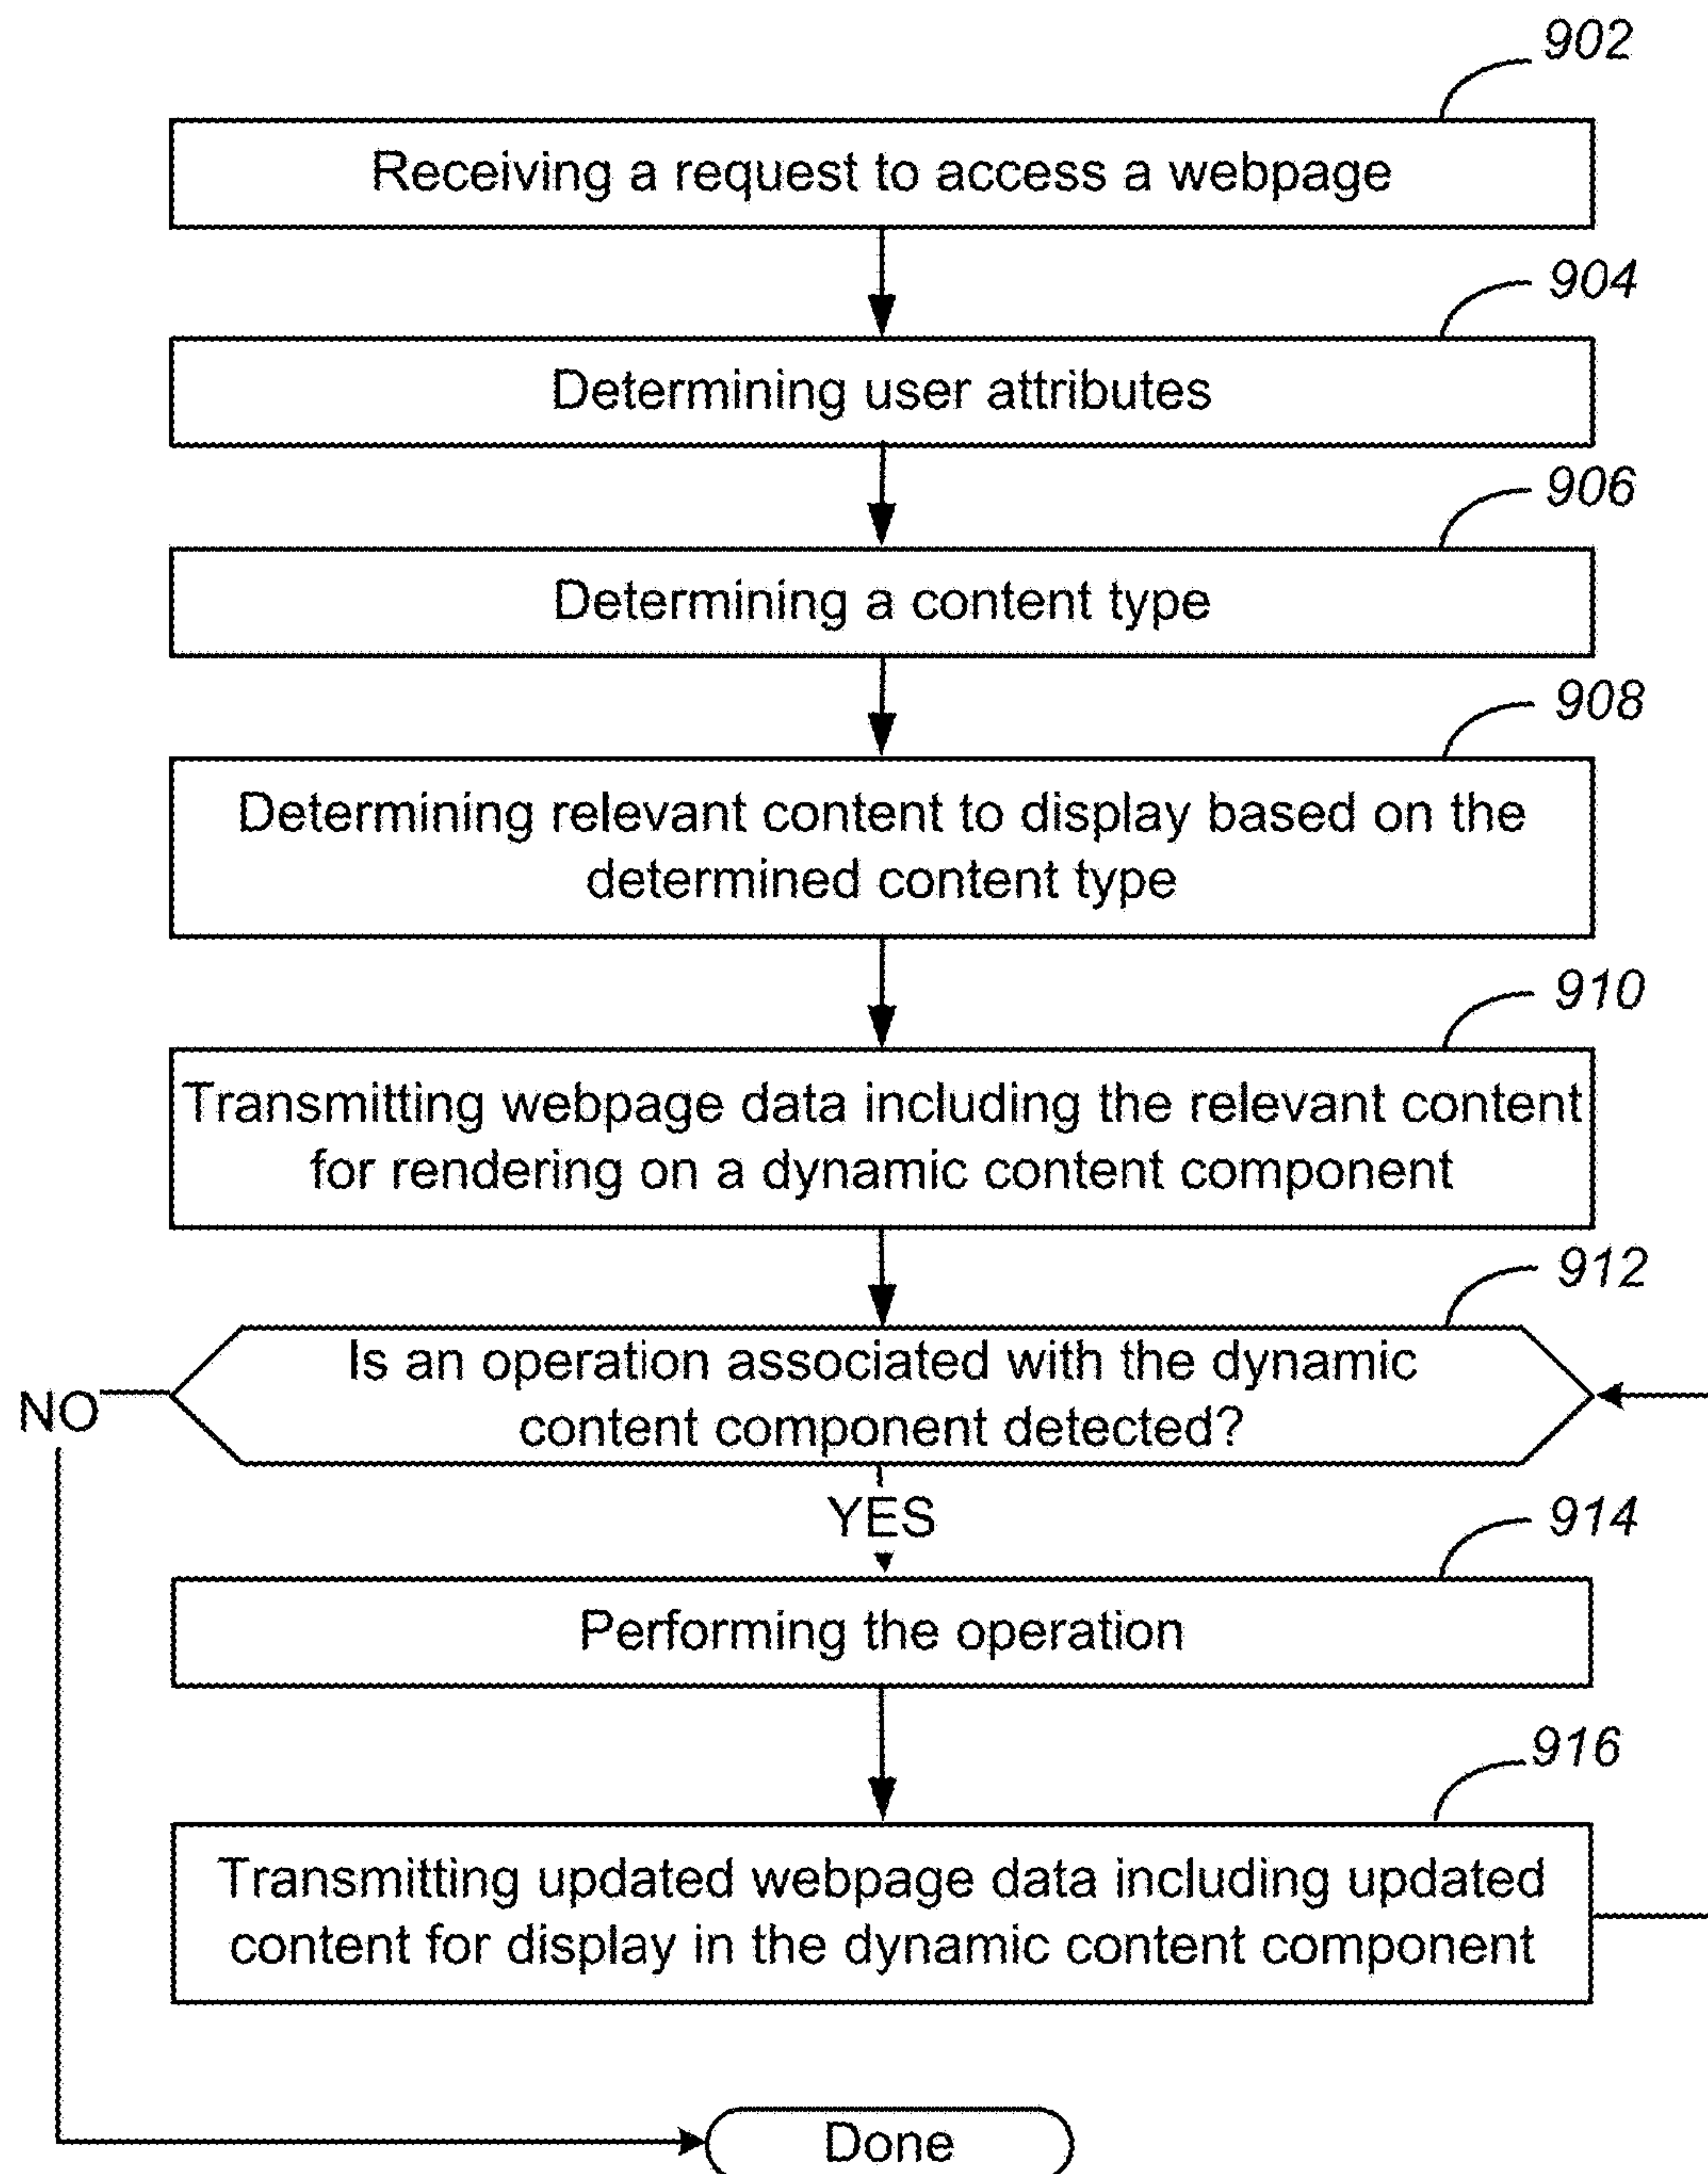 902
Receiving a request to access a webpage
904
Determining user attributes
906
Determining a content type
908
Determining relevant content to display based on the
determined content type
910
Transmitting webpage data including the relevant content
for rendering on a dynamic content component
912
Is an operation associated with the dynamic
content component detected?
NO
YES
914
Performing the operation
916
Transmitting updated webpage data including updated
content for display in the dynamic content component
Done